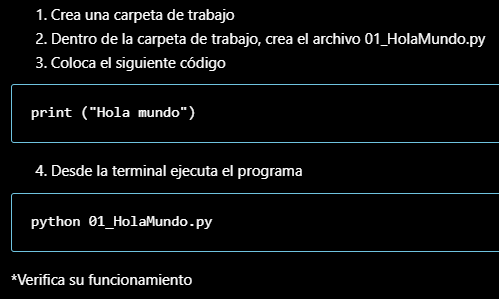 1. Crea una carpeta de trabajo
2. Dentro de la carpeta de trabajo, crea el archivo 01_HolaMundo.py
3. Coloca el siguiente código
print ("Hola mundo")
4. Desde la terminal ejecuta el programa
python 01_HolaMundo.py
*Verifica su funcionamiento